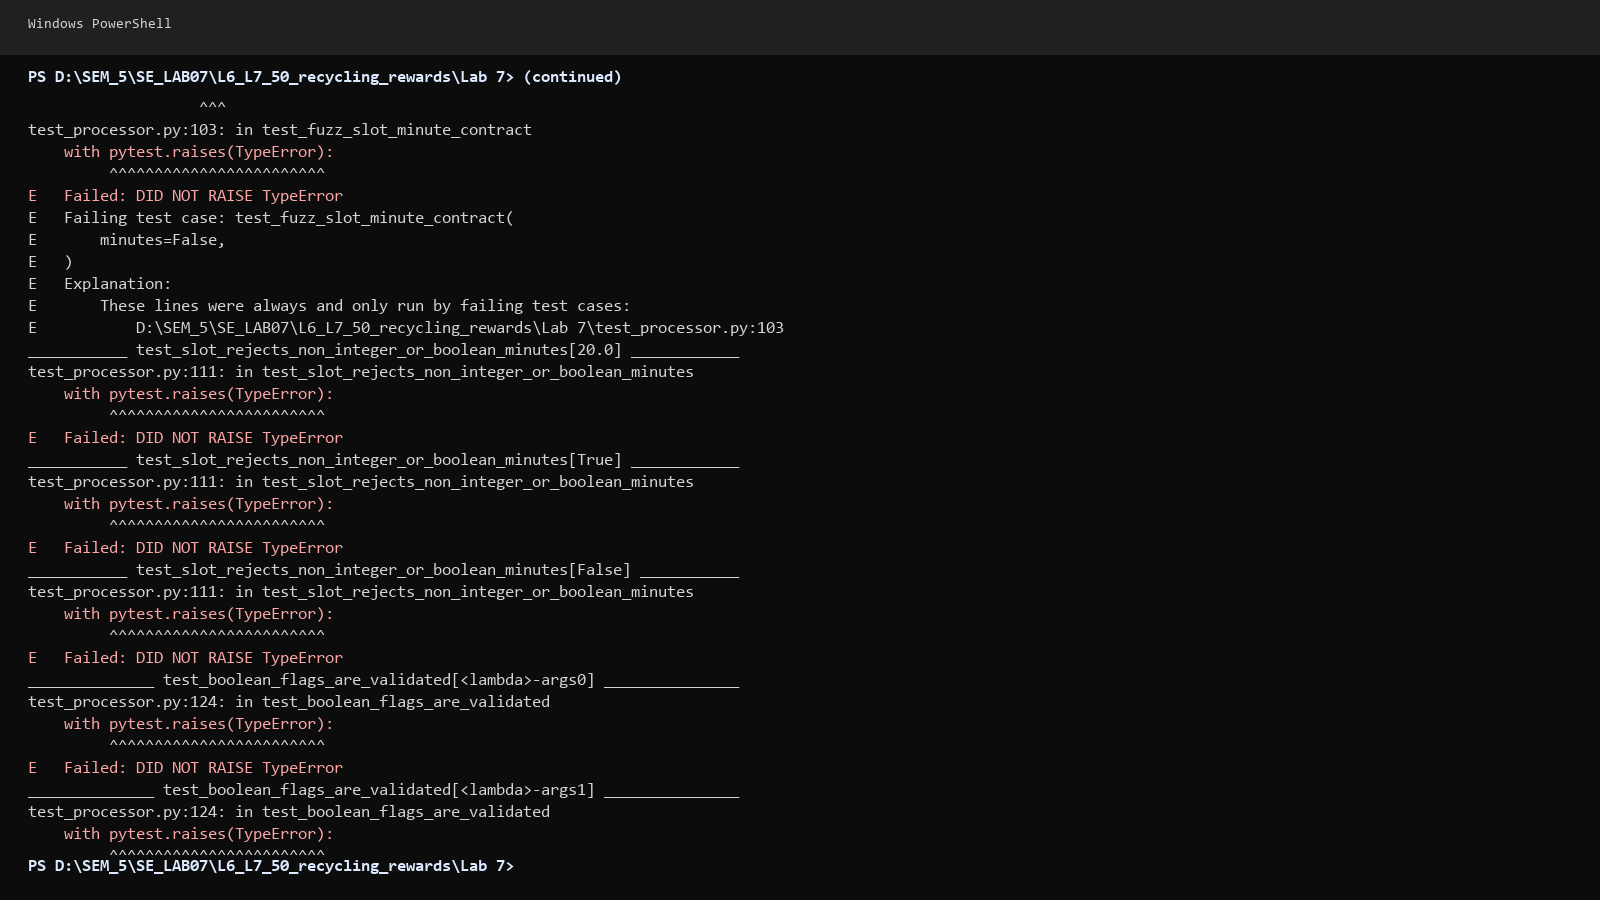 Windows PowerShell
PS D:\SEM_5\SE_LAB07\L6_L7_50_recycling_rewards\Lab 7> (continued)
                   ^^^
test_processor.py:103: in test_fuzz_slot_minute_contract
    with pytest.raises(TypeError):
         ^^^^^^^^^^^^^^^^^^^^^^^^
E   Failed: DID NOT RAISE TypeError
E   Failing test case: test_fuzz_slot_minute_contract(
E       minutes=False,
E   )
E   Explanation:
E       These lines were always and only run by failing test cases:
E           D:\SEM_5\SE_LAB07\L6_L7_50_recycling_rewards\Lab 7\test_processor.py:103
___________ test_slot_rejects_non_integer_or_boolean_minutes[20.0] ____________
test_processor.py:111: in test_slot_rejects_non_integer_or_boolean_minutes
    with pytest.raises(TypeError):
         ^^^^^^^^^^^^^^^^^^^^^^^^
E   Failed: DID NOT RAISE TypeError
___________ test_slot_rejects_non_integer_or_boolean_minutes[True] ____________
test_processor.py:111: in test_slot_rejects_non_integer_or_boolean_minutes
    with pytest.raises(TypeError):
         ^^^^^^^^^^^^^^^^^^^^^^^^
E   Failed: DID NOT RAISE TypeError
___________ test_slot_rejects_non_integer_or_boolean_minutes[False] ___________
test_processor.py:111: in test_slot_rejects_non_integer_or_boolean_minutes
    with pytest.raises(TypeError):
         ^^^^^^^^^^^^^^^^^^^^^^^^
E   Failed: DID NOT RAISE TypeError
______________ test_boolean_flags_are_validated[<lambda>-args0] _______________
test_processor.py:124: in test_boolean_flags_are_validated
    with pytest.raises(TypeError):
         ^^^^^^^^^^^^^^^^^^^^^^^^
E   Failed: DID NOT RAISE TypeError
______________ test_boolean_flags_are_validated[<lambda>-args1] _______________
test_processor.py:124: in test_boolean_flags_are_validated
    with pytest.raises(TypeError):
         ^^^^^^^^^^^^^^^^^^^^^^^^
PS D:\SEM_5\SE_LAB07\L6_L7_50_recycling_rewards\Lab 7>